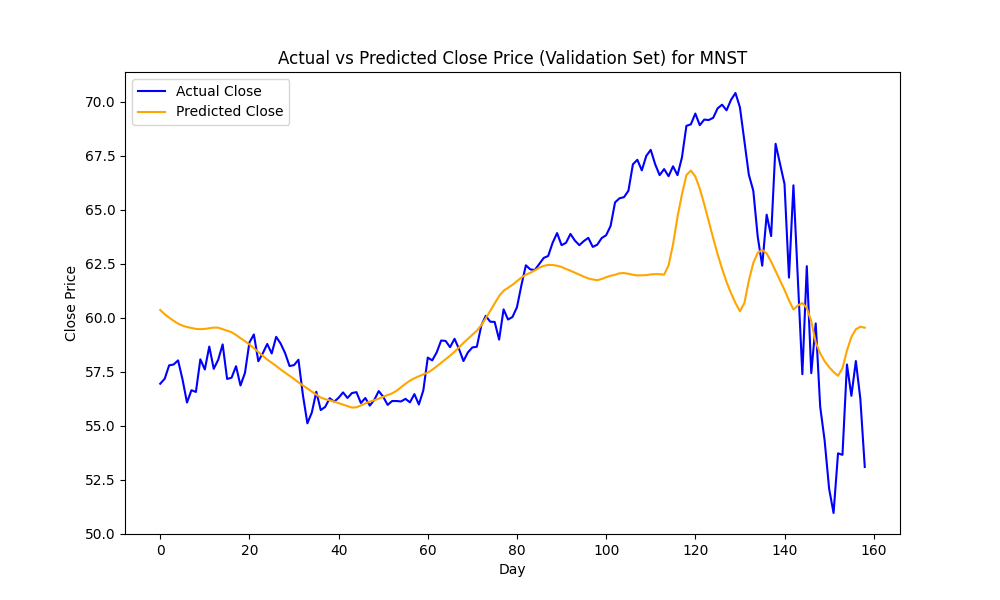 Actual vs Predicted Close Price (Validation Set) for MNST
Actual Close
Predicted Close
70.0
67.5
65.0
62.5
60.0
57.5
55.0
52.5
50.0
Close Price
0 20 40 60 80 100 120 140 160
Day